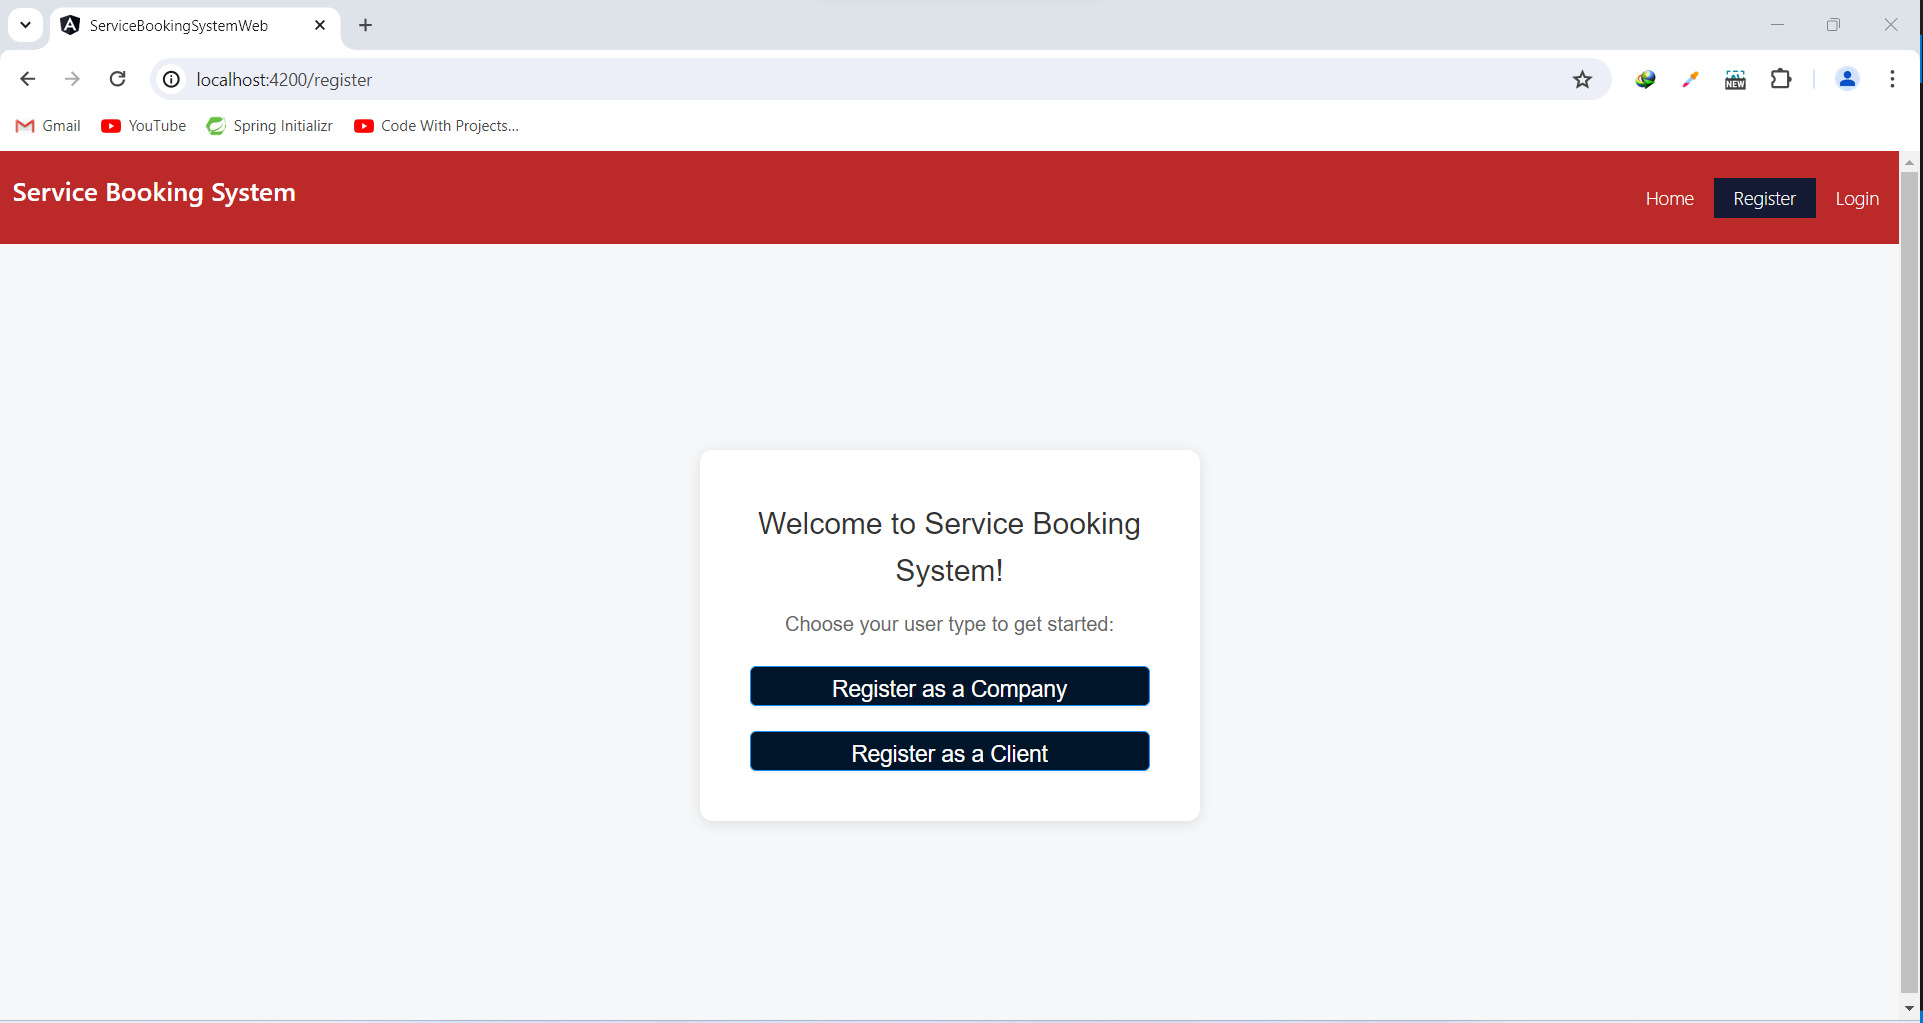 ServiceBookingSystemWeb
localhost:4200/register
NEW
Gmail YouTube Spring Initializr Code With Projects...
Service Booking System
Home Register Login
Welcome to Service Booking
System!
Choose your user type to get started:
Register as a Company
Register as a Client